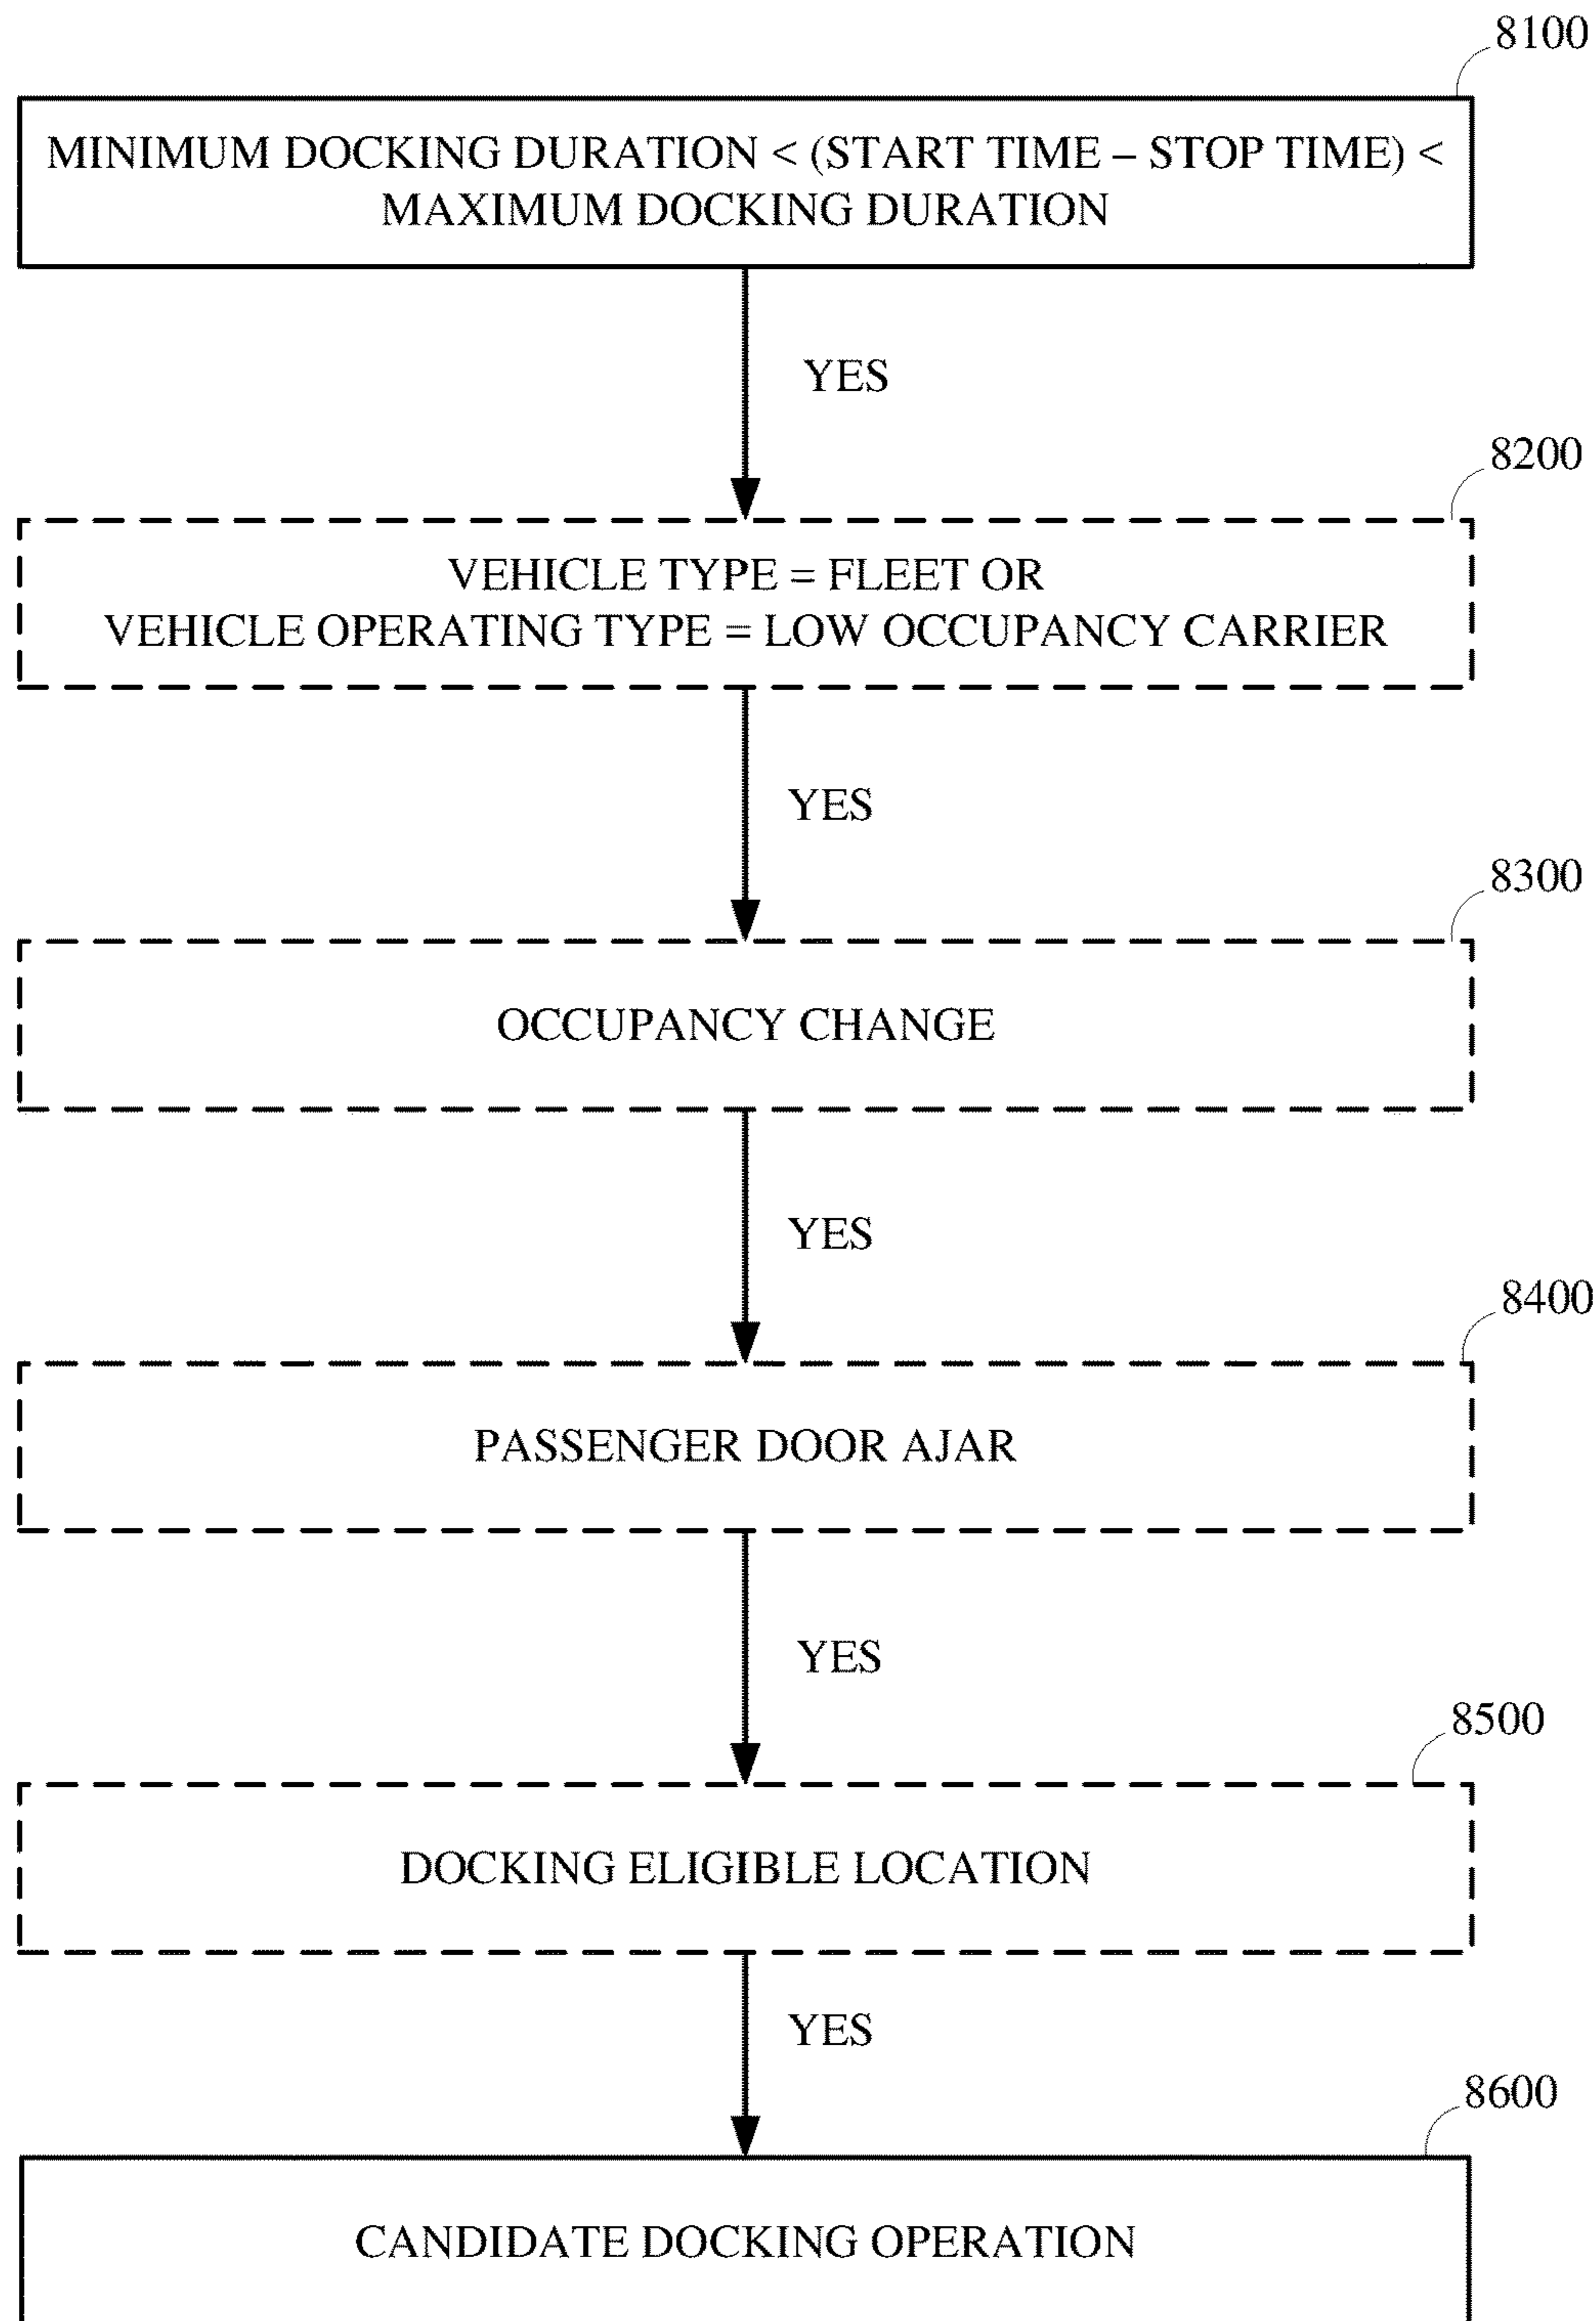 8100
MINIMUM DOCKING DURATION < (START TIME – STOP TIME) <
MAXIMUM DOCKING DURATION
YES
8200
VEHICLE TYPE = FLEET OR
VEHICLE OPERATING TYPE = LOW OCCUPANCY CARRIER
YES
8300
OCCUPANCY CHANGE
YES
8400
PASSENGER DOOR AJAR
YES
8500
DOCKING ELIGIBLE LOCATION
YES
8600
CANDIDATE DOCKING OPERATION